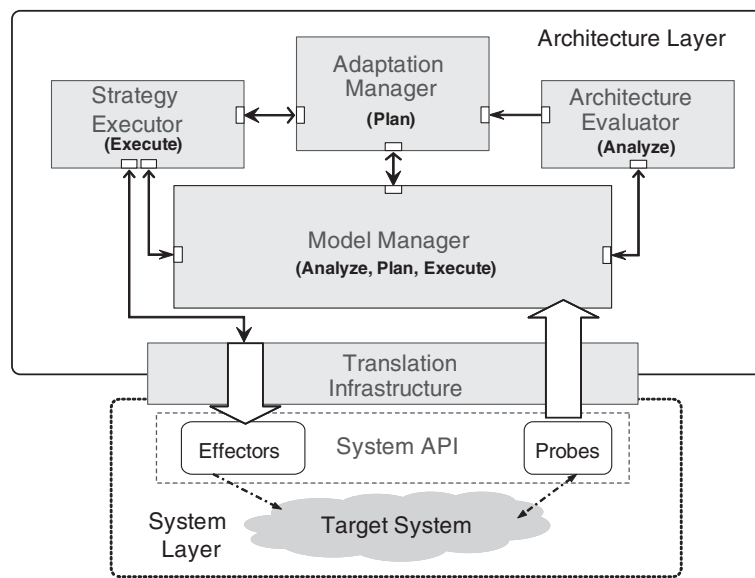 Architecture Layer
Strategy
Executor
(Execute)
Adaptation
Manager
(Plan)
Architecture
Evaluator
(Analyze)
Model Manager
(Analyze, Plan, Execute)
Translation
Infrastructure
Effectors
System API
Probes
Target System
System
Layer